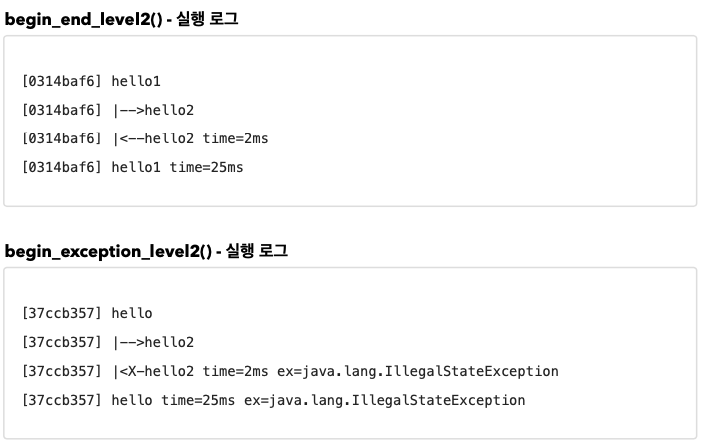 begin_end_level2() - 실행 로그
[0314baf6] hello1
[0314baf6] |-->hello2
[0314baf6] |<--hello2 time=2ms
[0314baf6] hello1 time=25ms
begin_exception_level2() - 실행 로그
[37ccb357] hello
[37ccb357] |-->hello2
[37ccb357] |<X-hello2 time=2ms ex=java.lang.IllegalStateException
[37ccb357] hello time=25ms ex=java.lang.IllegalStateException